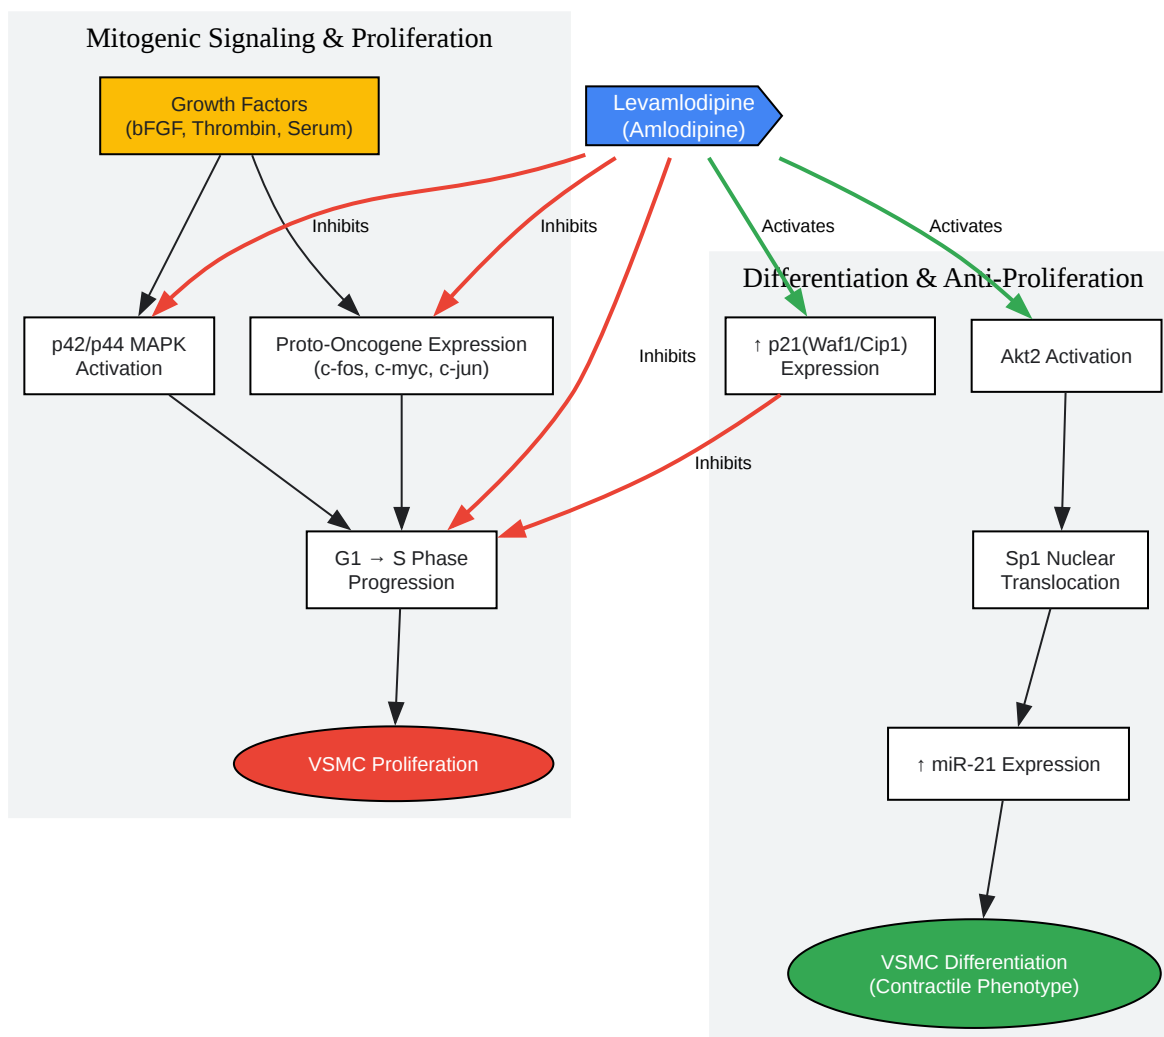 Mitogenic Signaling & Proliferation
Growth Factors
(bFGF, Thrombin, Serum)
Levamlodipine
(Amlodipine)
Inhibits
Inhibits
Activates
Activates
Differentiation & Anti-Proliferation
p42/p44 MAPK
Activation
Proto-Oncogene Expression
(c-fos, c-myc, c-jun)
Inhibits
↑ p21(Waf1/Cip1)
Expression
Akt2 Activation
Inhibits
G1 → S Phase
Progression
Sp1 Nuclear
Translocation
VSMC Proliferation
↑ miR-21 Expression
VSMC Differentiation
(Contractile Phenotype)